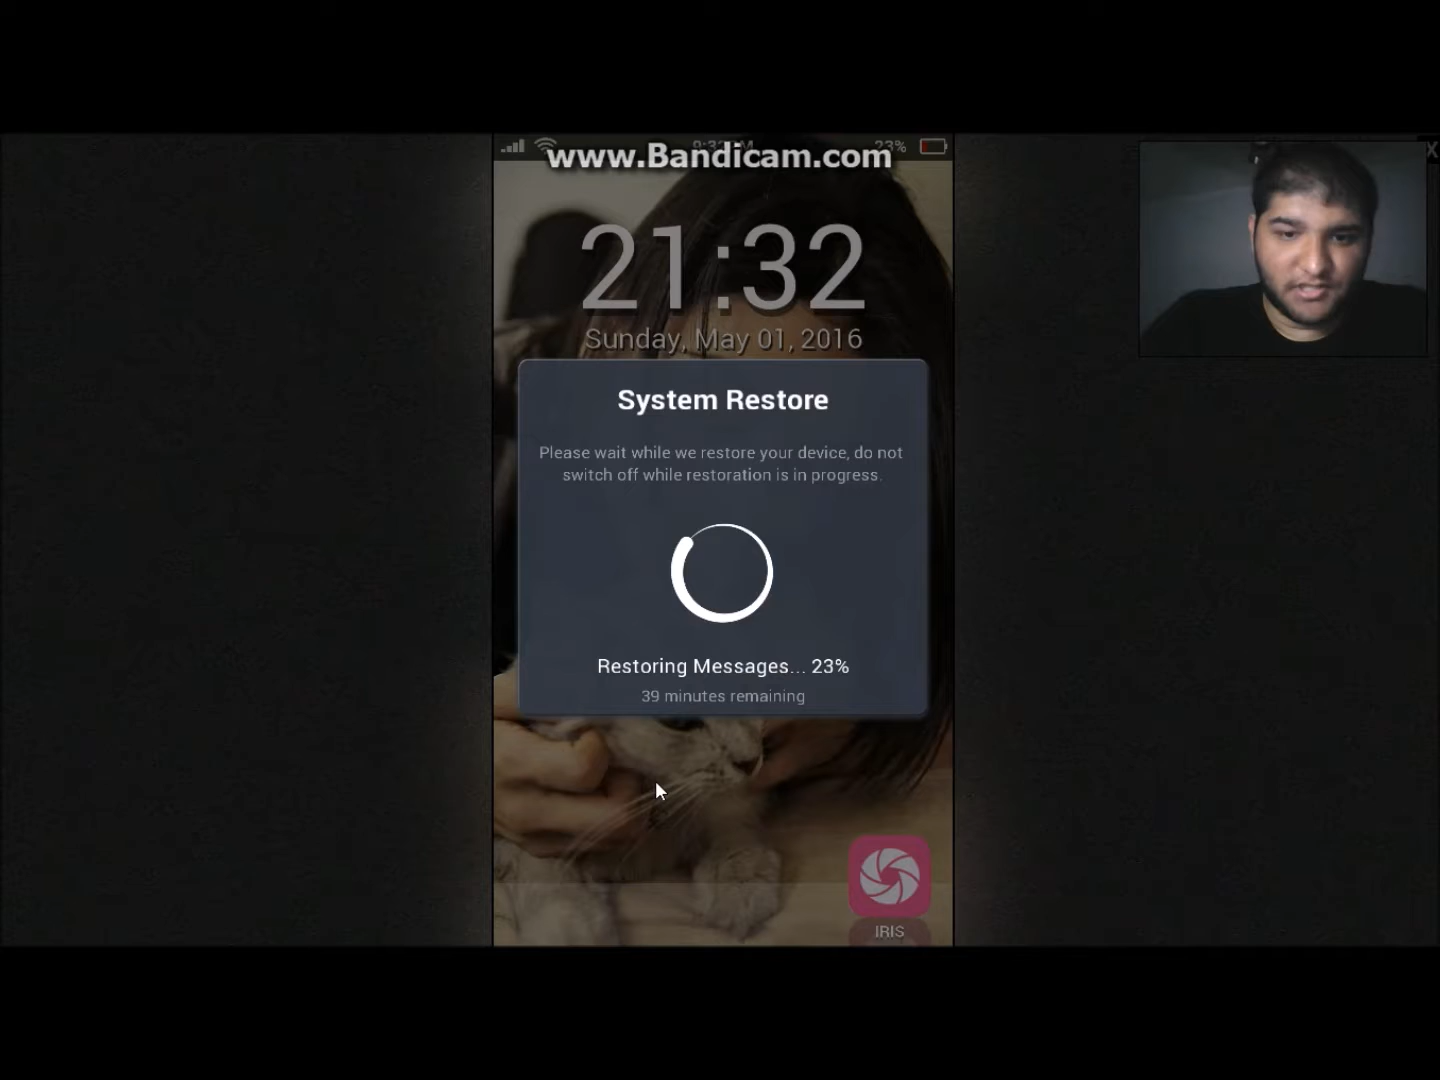 www.Bandicam.com
23%
X
21:32
Sunday, May 01, 2016
System Restore
Please wait while we restore your device, do not
switch off while restoration is in progress.
Restoring Messages... 23%
39 minutes remaining
IRIS